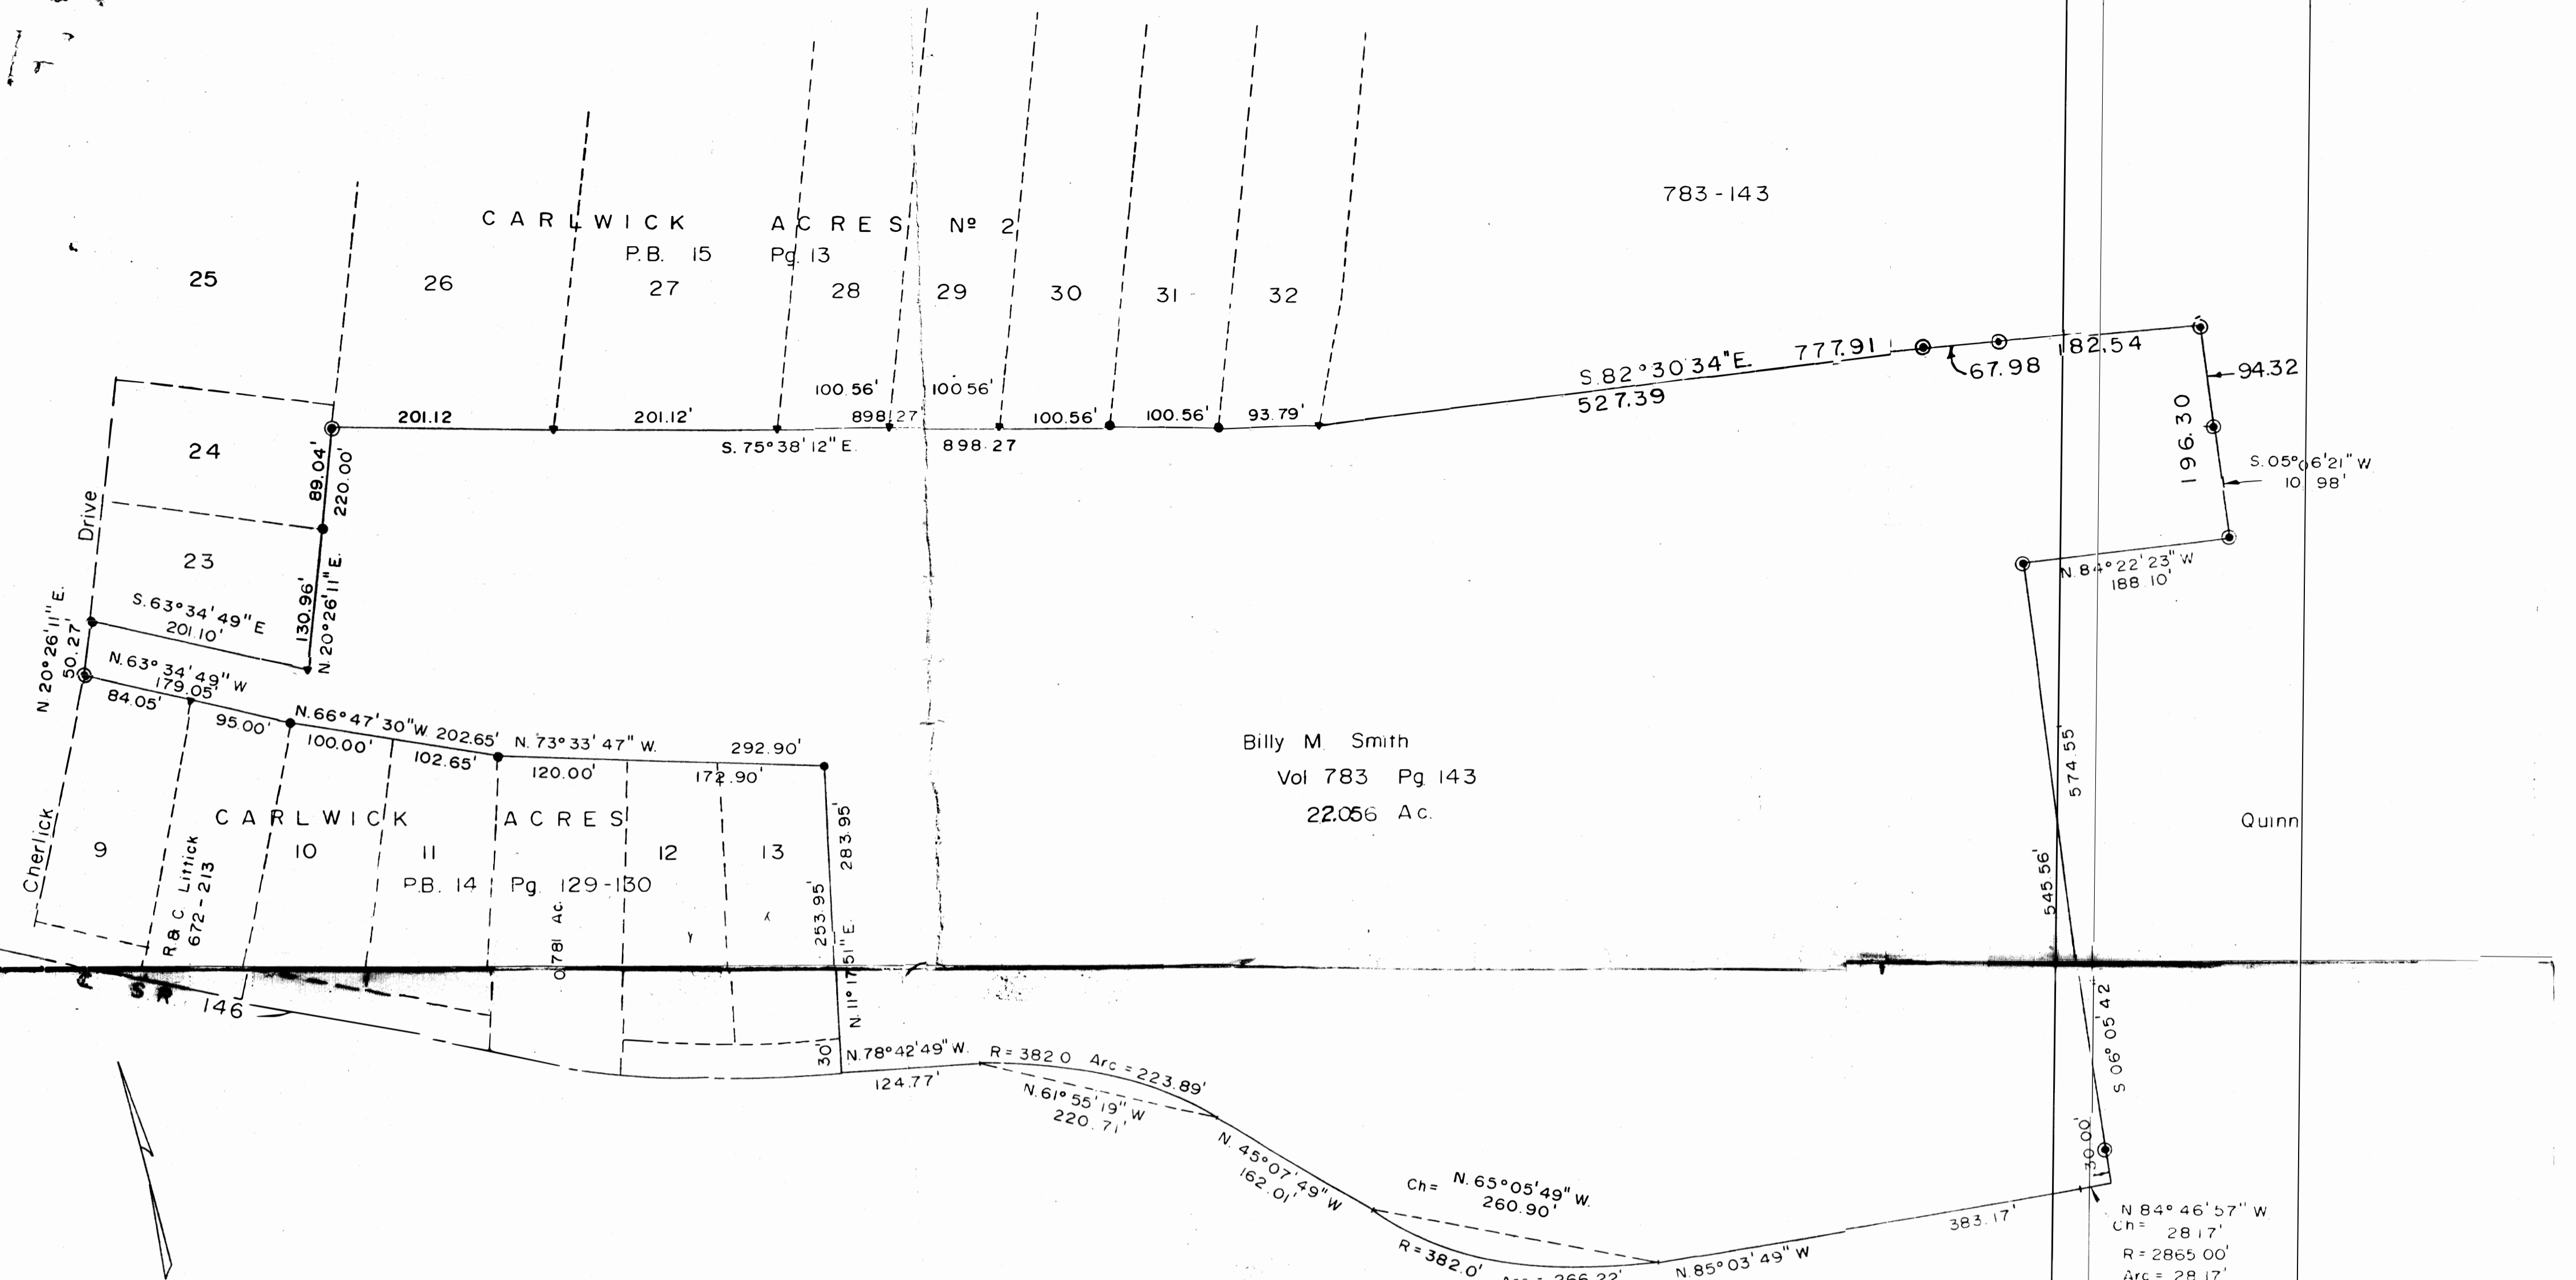 783-143
CARLWICK ACRES Nº 2
P.B. 15 Pg. 13
25
26
27
28
29
30
31
32
100.56'
100.56'
201.12
201.12'
898.27
100.56'
100.56'
93.79'
S. 75°38'12" E.
898.27
S. 82°30'34" E. 777.91
527.39
67.98
182.54
94.32
196.30
S. 05°06'21" W
N. 84°22'23" W
188.10'
24
89.04'
220.00'
Drive
23
130.96'
N. 20°26'11" E.
S. 63°34'49" E
201.10'
N. 20°26'11" E.
50.27'
N. 63°34'49" W
179.05'
84.05'
95.00'
N. 66°47'30" W 202.65'
100.00'
102.65'
N. 73°33'47" W. 292.90'
120.00'
172.90'
Billy M. Smith
Vol 783 Pg 143
22.056 Ac.
574.55'
545.56'
Quinn
CARLWICK ACRES
Cherlick
9
R & C. Littick
672-213
10
11
12
13
P.B. 14 Pg. 129-130
0.781 Ac.
283.95'
253.95'
N. 11°17'51" E.
30'
S R 146
N. 78°42'49" W.
124.77'
R = 382.0 Arc = 223.89'
N. 61°55'19" W
220.71'
N. 45°07'49" W
162.01'
Ch = N. 65°05'49" W.
260.90'
R = 382.0'
Arc = 266.22'
N. 85°03'49" W
383.17'
S 06°05'42
30.00'
N 84°46'57" W
Ch = 28.17'
R = 2865.00'
Arc = 28.17'